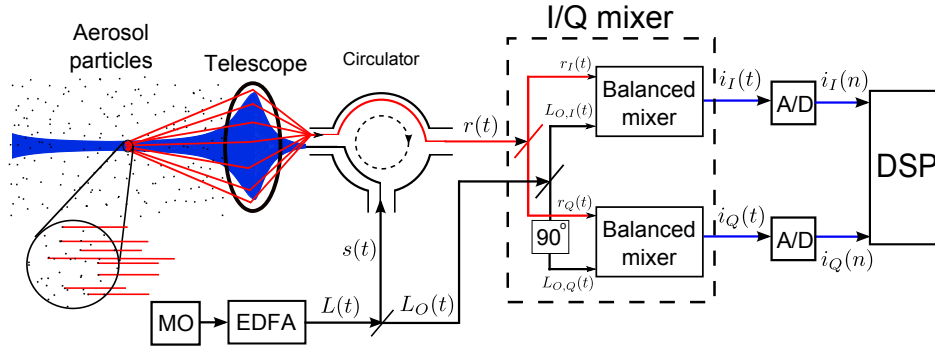 I/Q mixer
Aerosol
particles
Telescope
Circulator
r_I(t)
L_{O,I}(t)
Balanced
mixer
i_I(t)
A/D
i_I(n)
r(t)
DSP
s(t)
r_Q(t)
90°
L_{O,Q}(t)
Balanced
mixer
i_Q(t)
A/D
i_Q(n)
MO
EDFA
L(t)
L_O(t)